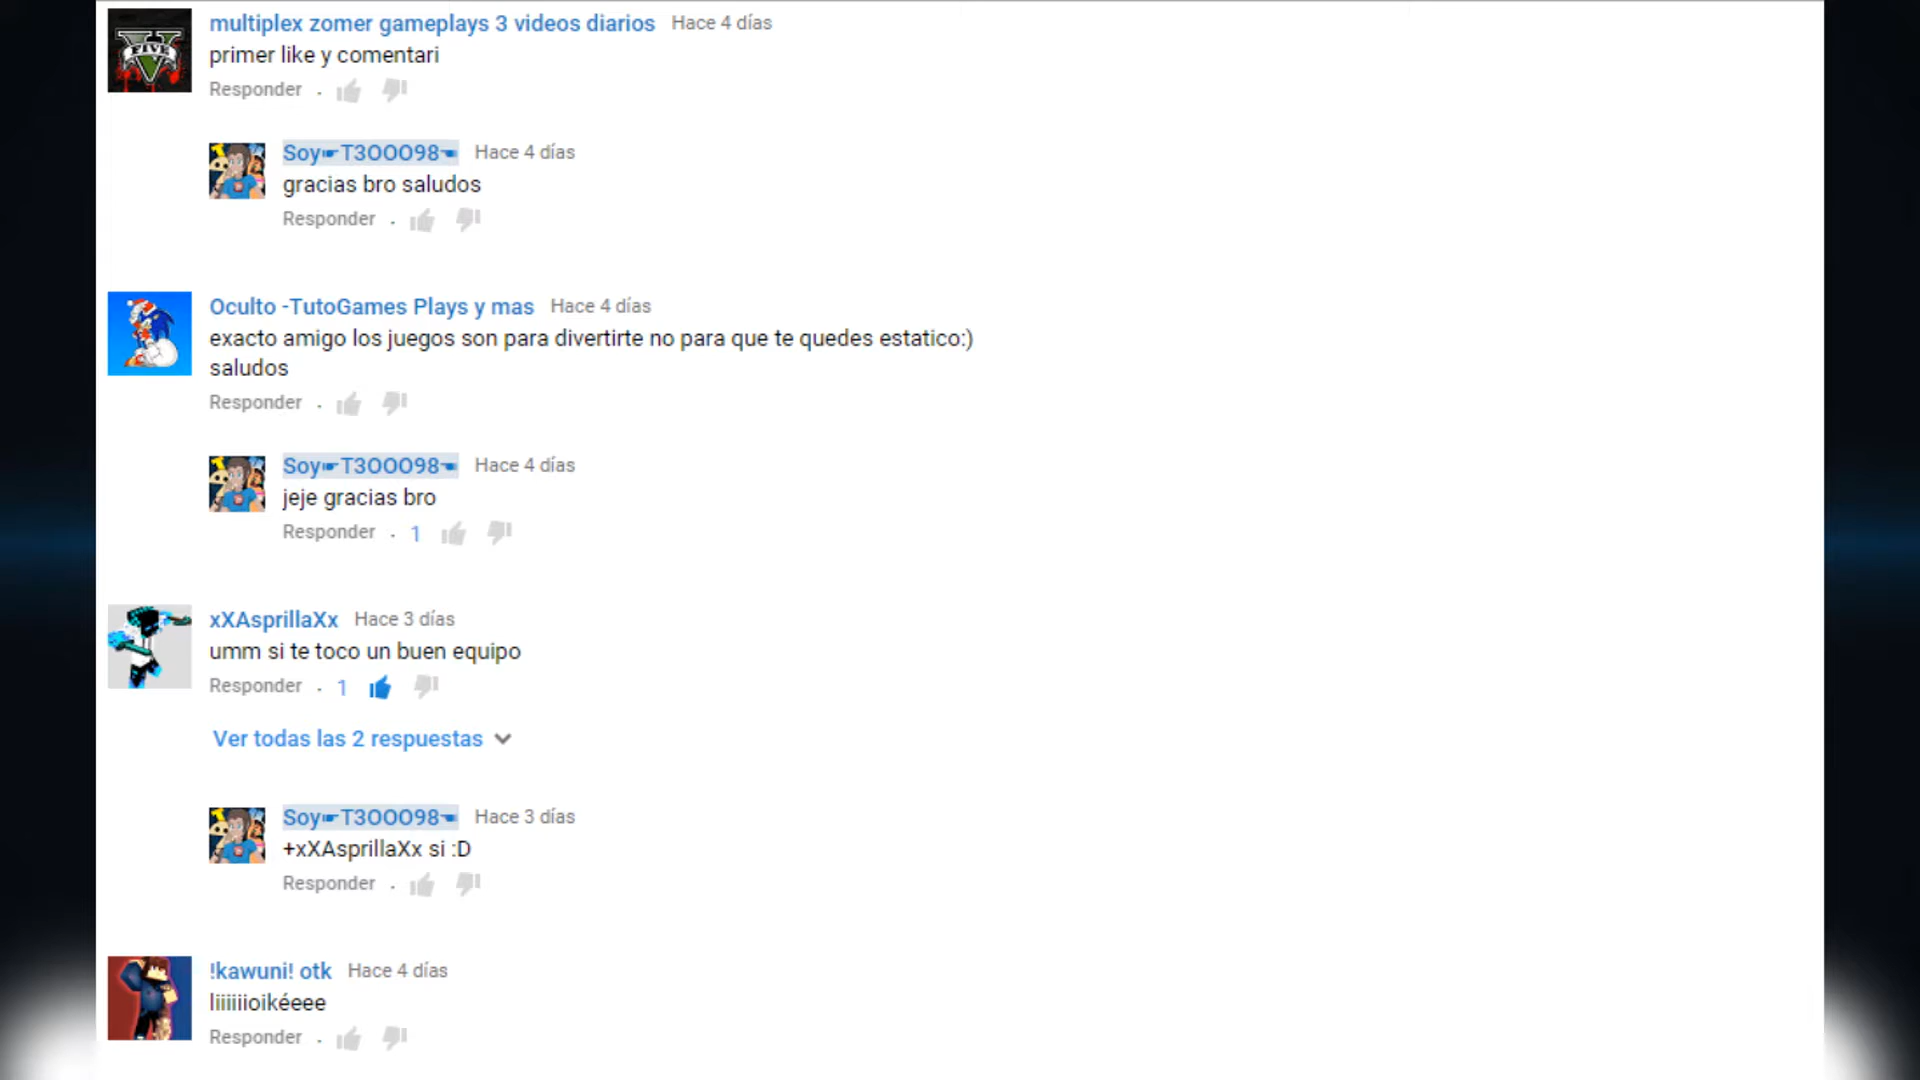 multiplex zomer gameplays 3 videos diarios Hace 4 días
primer like y comentari
Responder .
FIVE
Soy☛T3OOO98☚ Hace 4 días
gracias bro saludos
Responder .
Oculto -TutoGames Plays y mas Hace 4 días
exacto amigo los juegos son para divertirte no para que te quedes estatico:)
saludos
Responder .
Soy☛T3OOO98☚ Hace 4 días
jeje gracias bro
Responder . 1
xXAsprillaXx Hace 3 días
umm si te toco un buen equipo
Responder . 1
Ver todas las 2 respuestas
Soy☛T3OOO98☚ Hace 3 días
+xXAsprillaXx si :D
Responder .
!kawuni! otk Hace 4 días
liiiiiioikéeee
Responder .